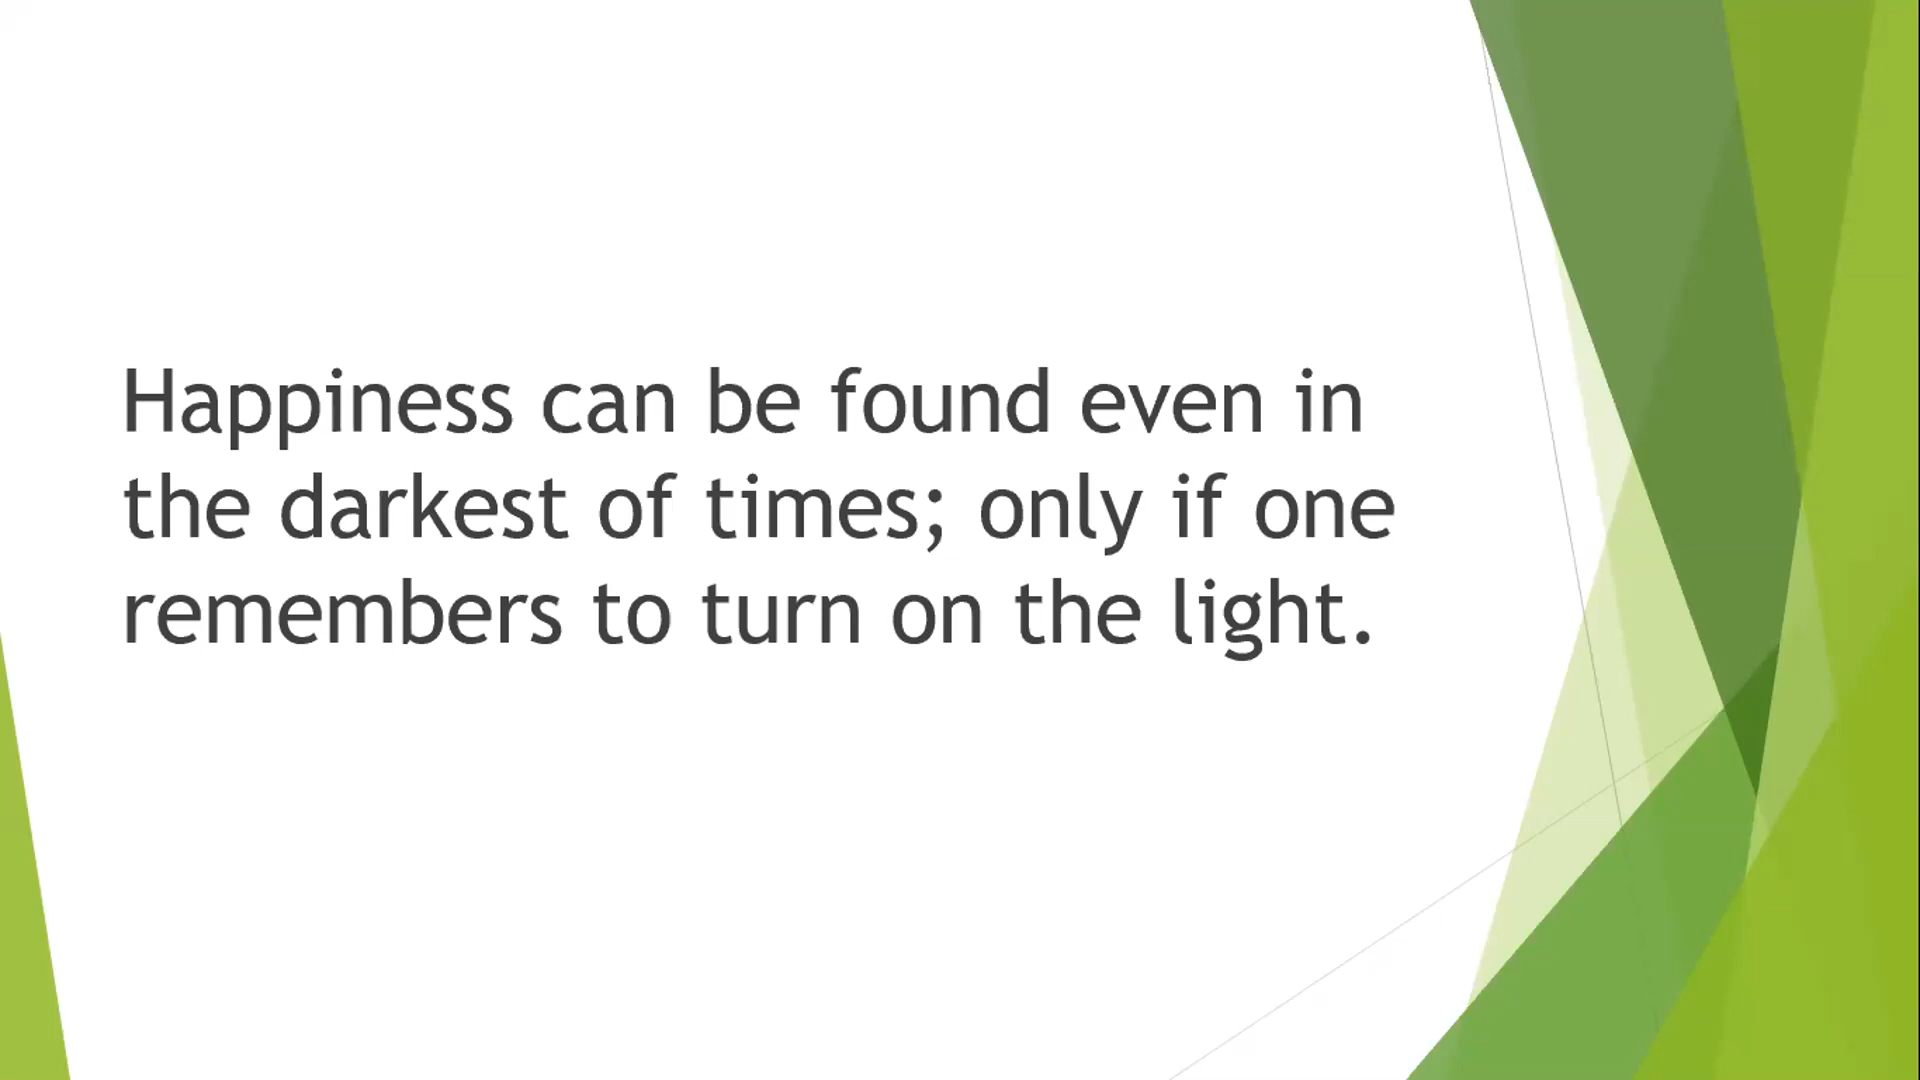 Happiness can be found even in
the darkest of times; only if one
remembers to turn on the light.